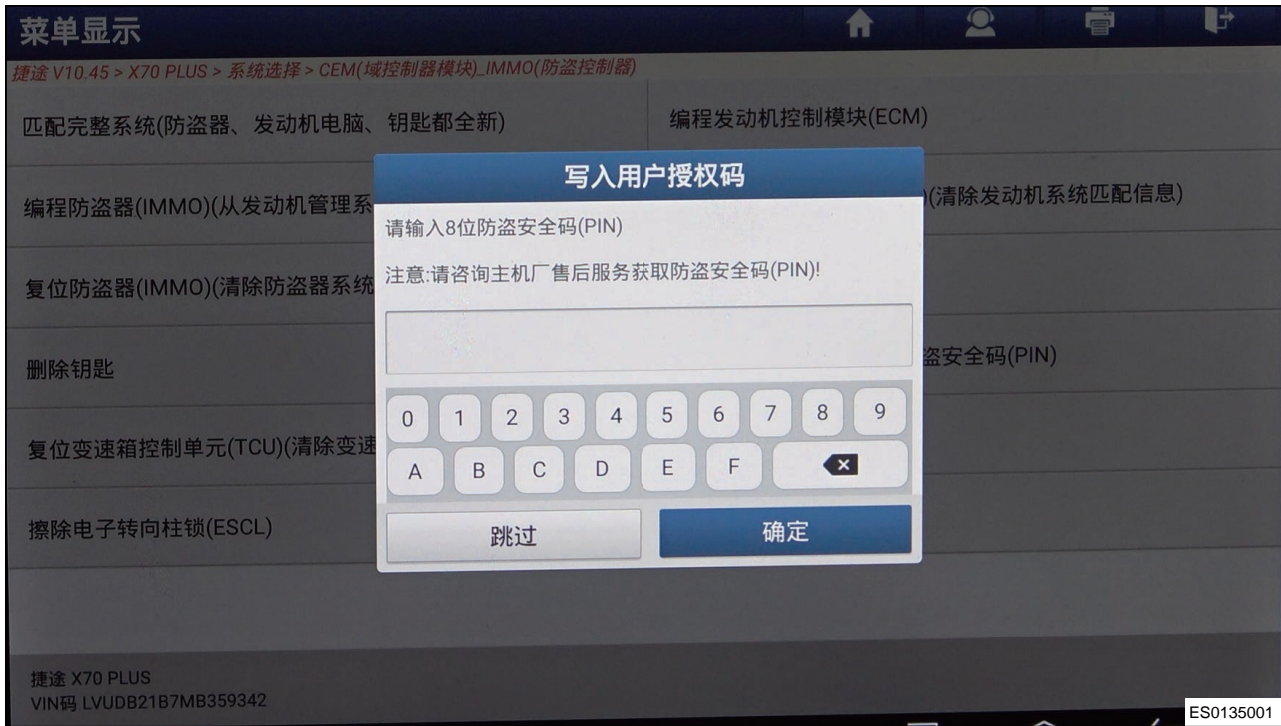 菜单显示
捷途 V10.45 > X70 PLUS > 系统选择 > CEM(域控制器模块)_IMMO(防盗控制器)
匹配完整系统(防盗器、发动机电脑、钥匙都全新)
编程发动机控制模块(ECM)
写入用户授权码
编程防盗器(IMMO)(从发动机管理系
)(清除发动机系统匹配信息)
请输入8位防盗安全码(PIN)
注意:请咨询主机厂售后服务获取防盗安全码(PIN)!
复位防盗器(IMMO)(清除防盗器系统
删除钥匙
盗安全码(PIN)
0 1 2 3 4 5 6 7 8 9
复位变速箱控制单元(TCU)(清除变速
A B C D E F
擦除电子转向柱锁(ESCL)
跳过
确定
捷途 X70 PLUS
VIN码 LVUDB21B7MB359342
ES0135001